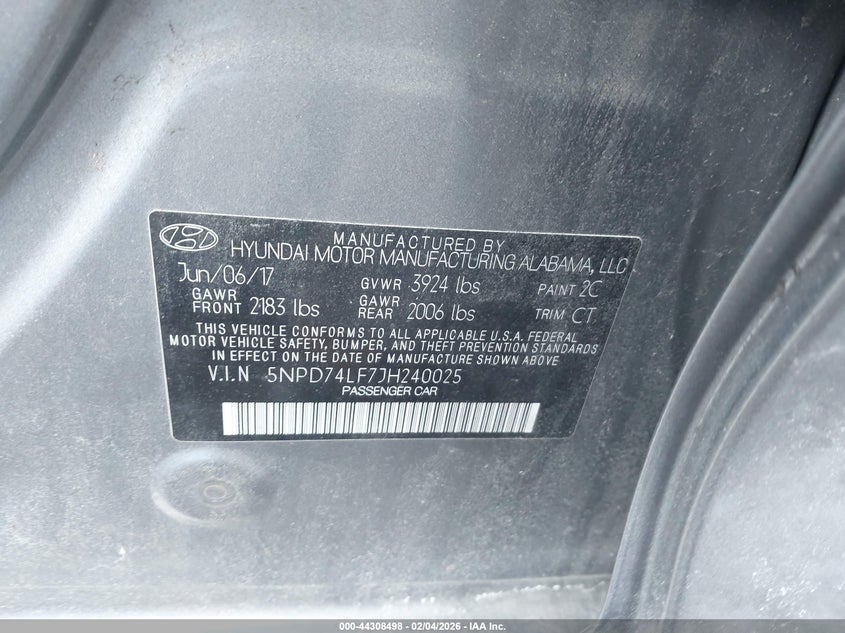 MANUFACTURED BY
HYUNDAI MOTOR MANUFACTURING ALABAMA, LLC
Jun/06/17 GVWR 3924 lbs PAINT 2C
GAWR FRONT 2183 lbs GAWR REAR 2006 lbs TRIM CT
THIS VEHICLE CONFORMS TO ALL APPLICABLE U.S.A. FEDERAL
MOTOR VEHICLE SAFETY, BUMPER, AND THEFT PREVENTION STANDARDS
IN EFFECT ON THE DATE OF MANUFACTURE SHOWN ABOVE
V.I.N 5NPD74LF7JH240025
PASSENGER CAR
000-44308498 - 02/04/2026 - IAA Inc.